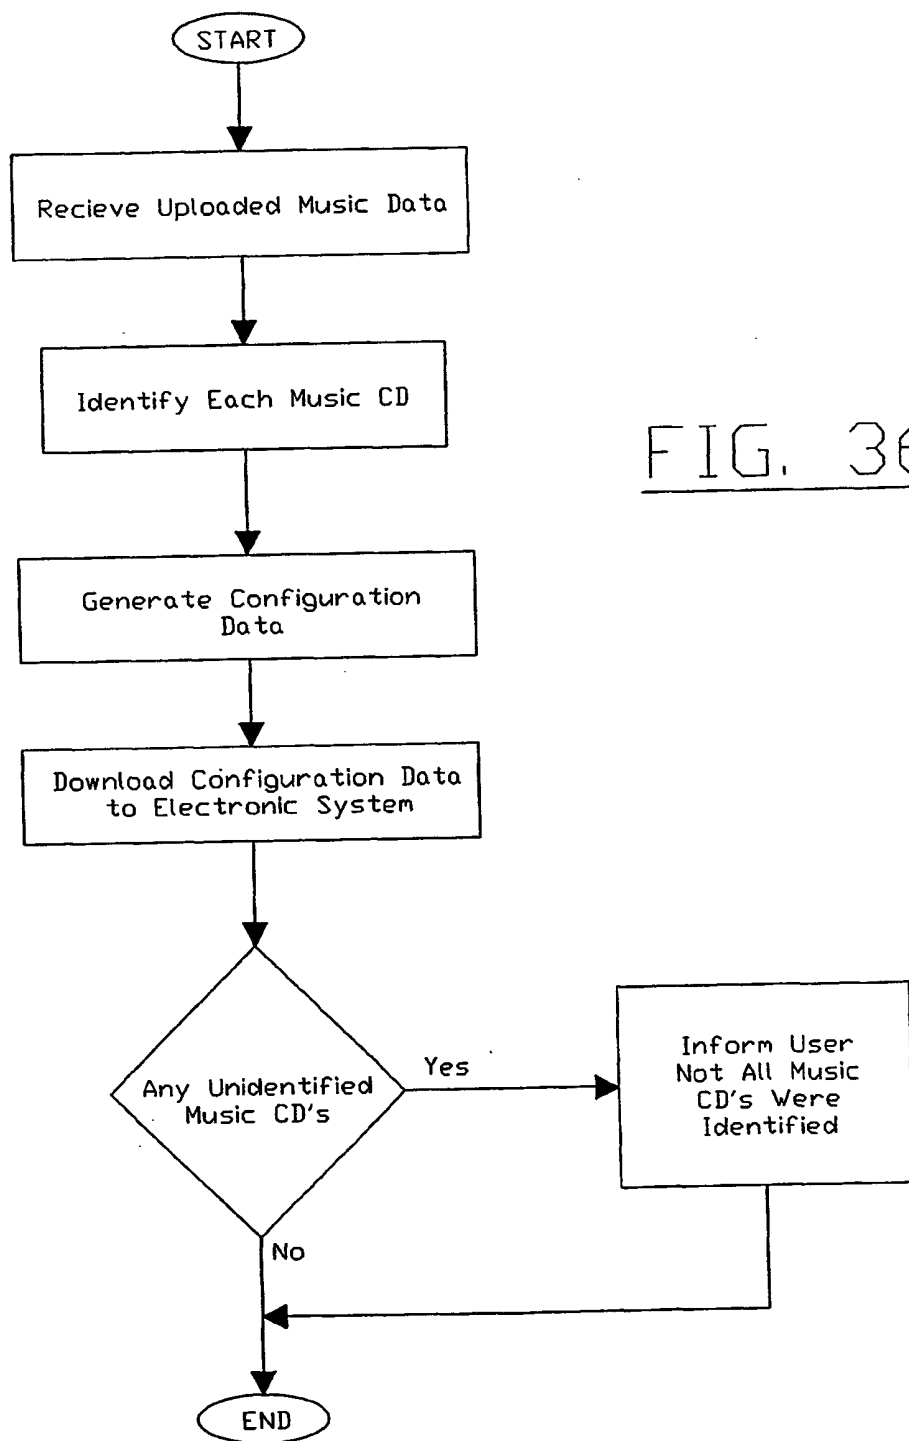 START
Recieve Uploaded Music Data
Identify Each Music CD
FIG. 36
Generate Configuration
Data
Download Configuration Data
to Electronic System
Any Unidentified
Music CD's
Yes
Inform User
Not All Music
CD's Were
Identified
No
END